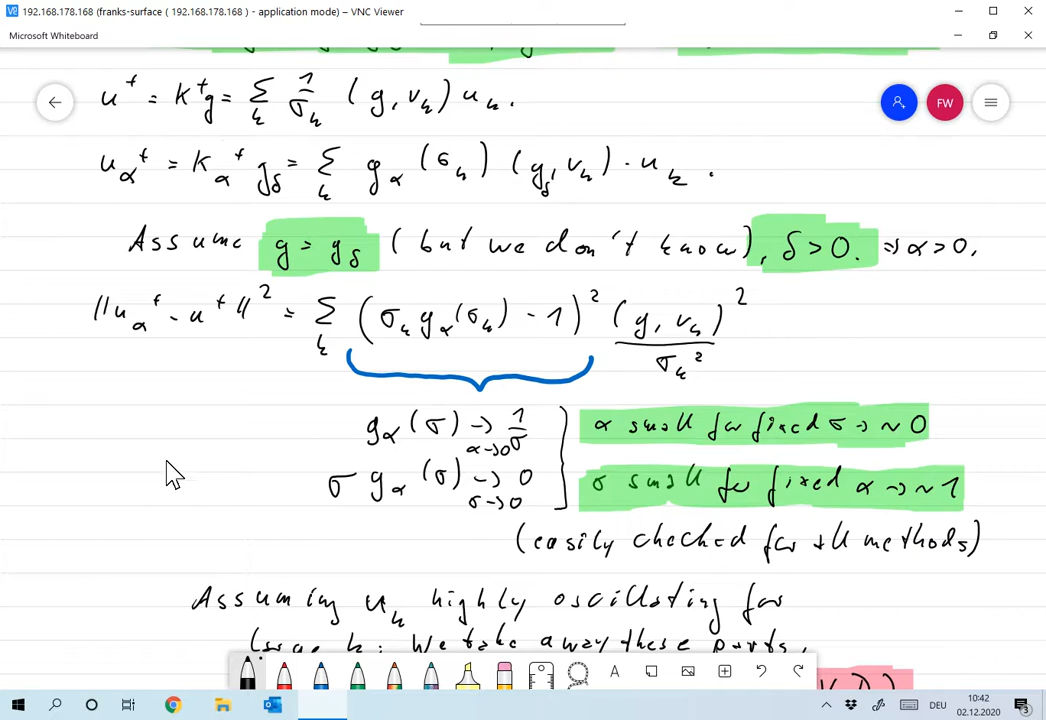 192.168.178.168 (franks-surface ( 192.168.178.168 ) - application mode) – VNC Viewer
Microsoft Whiteboard
u† = K†g = Σ_k 1/σ_k (g, v_k) u_k.
u_α† = K_α† g_δ = Σ_k g_α(σ_k) (g_δ, v_k) · u_k.
FW
Assume g = g_δ (but we don't know), δ > 0. ⇒ α > 0,
‖u_α† - u†‖² = Σ_k (σ_k g_α(σ_k) - 1)² (g, v_k)² / σ_k²
g_α(σ) → 1/σ α→0 α small for fixed σ → ~ 0
σ g_α(σ) → 0 σ→0 σ small for fixed α → ~ 1
(easily checked for all methods)
Assuming u_k highly oscillating for
large k: We take away these parts,
A
DEU
10:42
02.12.2020
3